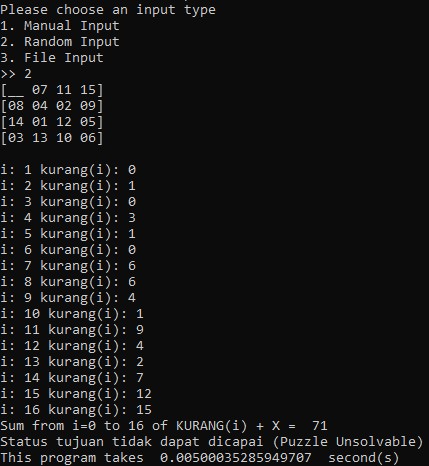 Please choose an input type
1. Manual Input
2. Random Input
3. File Input
>> 2
[__ 07 11 15]
[08 04 02 09]
[14 01 12 05]
[03 13 10 06]
i: 1 kurang(i): 0
i: 2 kurang(i): 1
i: 3 kurang(i): 0
i: 4 kurang(i): 3
i: 5 kurang(i): 1
i: 6 kurang(i): 0
i: 7 kurang(i): 6
i: 8 kurang(i): 6
i: 9 kurang(i): 4
i: 10 kurang(i): 1
i: 11 kurang(i): 9
i: 12 kurang(i): 4
i: 13 kurang(i): 2
i: 14 kurang(i): 7
i: 15 kurang(i): 12
i: 16 kurang(i): 15
Sum from i=0 to 16 of KURANG(i) + X =  71
Status tujuan tidak dapat dicapai (Puzzle Unsolvable)
This program takes  0.00500035285949707  second(s)